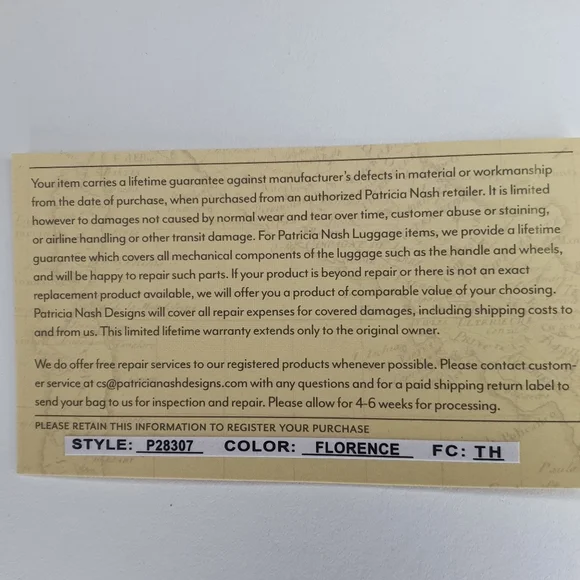 Your item carries a lifetime guarantee against manufacturer's defects in material or workmanship
from the date of purchase, when purchased from an authorized Patricia Nash retailer. It is limited
however to damages not caused by normal wear and tear over time, customer abuse or staining,
or airline handling or other transit damage. For Patricia Nash Luggage items, we provide a lifetime
guarantee which covers all mechanical components of the luggage such as the handle and wheels,
and will be happy to repair such parts. If your product is beyond repair or there is not an exact
replacement product available, we will offer you a product of comparable value of your choosing.
Patricia Nash Designs will cover all repair expenses for covered damages, including shipping costs to
and from us. This limited lifetime warranty extends only to the original owner.
We do offer free repair services to our registered products whenever possible. Please contact custom-
er service at cs@patricianashdesigns.com with any questions and for a paid shipping return label to
send your bag to us for inspection and repair. Please allow for 4-6 weeks for processing.
PLEASE RETAIN THIS INFORMATION TO REGISTER YOUR PURCHASE
STYLE: P28307 COLOR: FLORENCE FC: TH